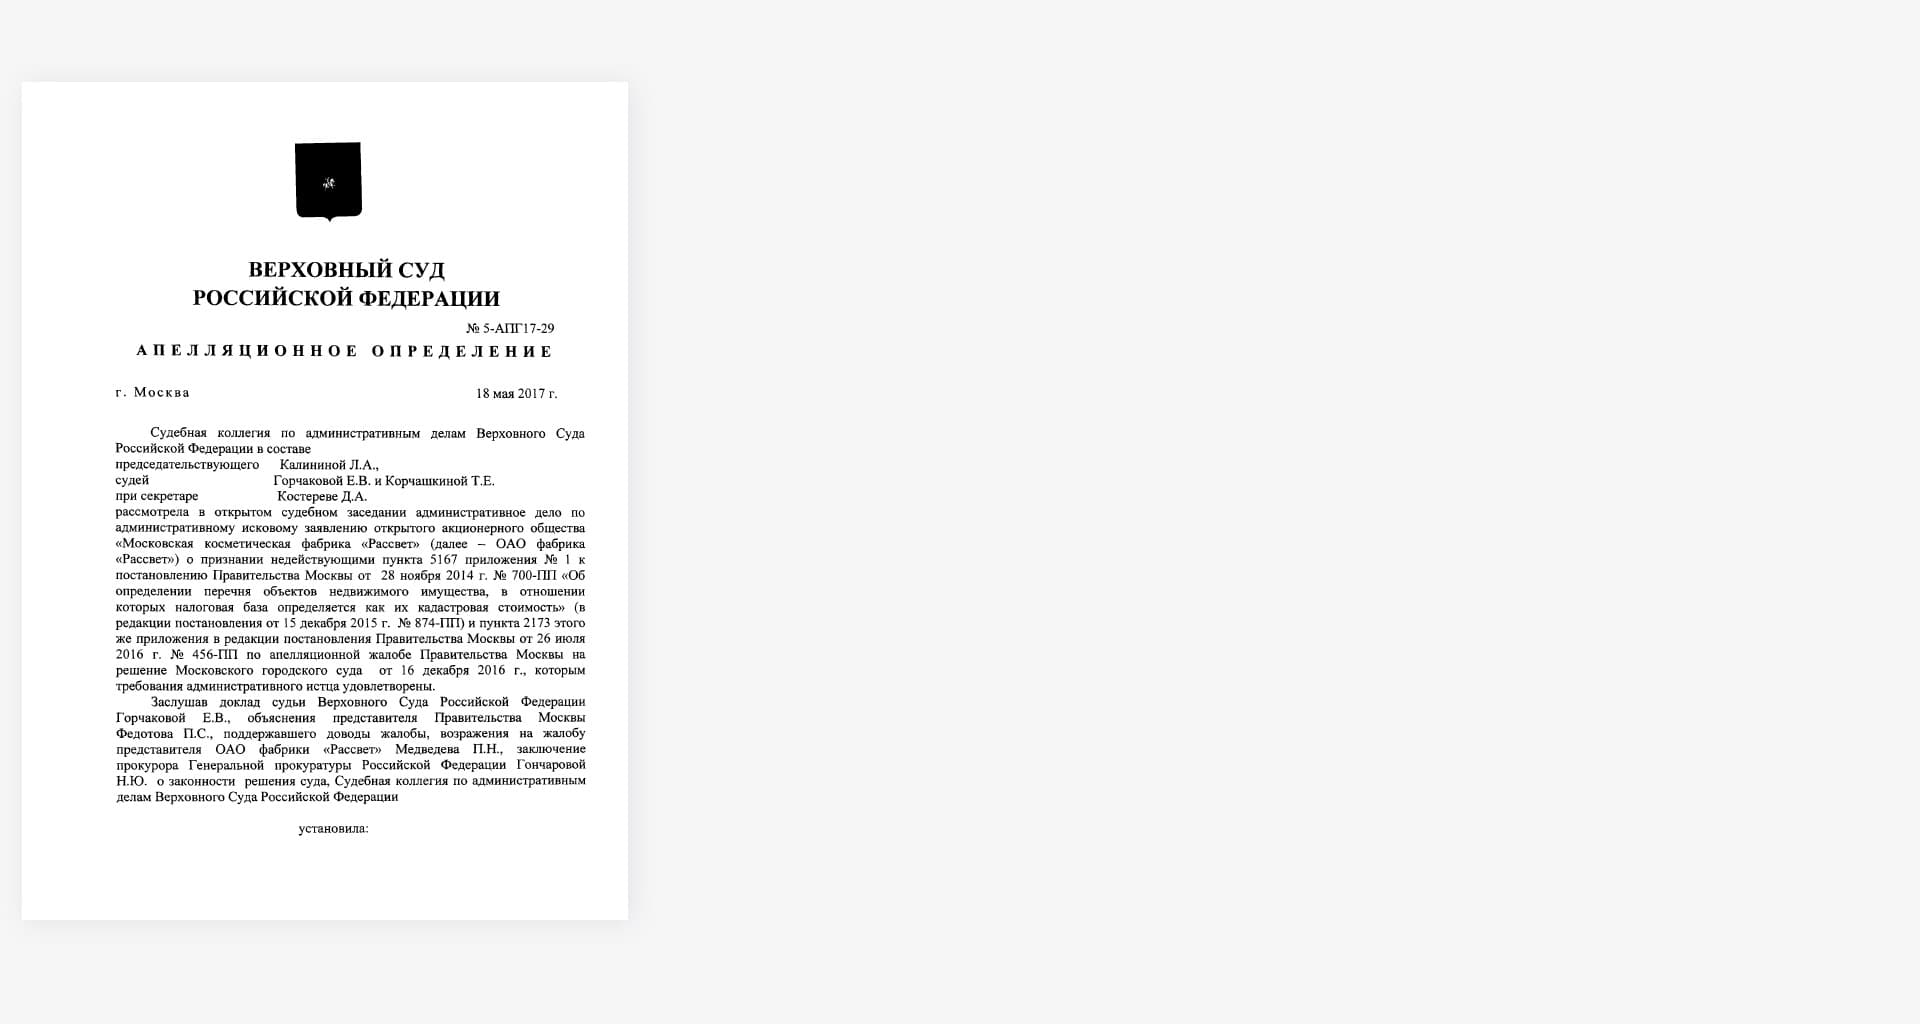 ВЕРХОВНЫЙ СУД
РОССИЙСКОЙ ФЕДЕРАЦИИ
№ 5-АПГ17-29
АПЕЛЛЯЦИОННОЕ ОПРЕДЕЛЕНИЕ
г. Москва 18 мая 2017 г.
Судебная коллегия по административным делам Верховного Суда
Российской Федерации в составе
председательствующего Калининой Л.А.,
судей Горчаковой Е.В. и Корчашкиной Т.Е.
при секретаре Костереве Д.А.
рассмотрела в открытом судебном заседании административное дело по
административному исковому заявлению открытого акционерного общества
«Московская косметическая фабрика «Рассвет» (далее – ОАО фабрика
«Рассвет») о признании недействующими пункта 5167 приложения № 1 к
постановлению Правительства Москвы от 28 ноября 2014 г. № 700-ПП «Об
определении перечня объектов недвижимого имущества, в отношении
которых налоговая база определяется как их кадастровая стоимость» (в
редакции постановления от 15 декабря 2015 г. № 874-ПП) и пункта 2173 этого
же приложения в редакции постановления Правительства Москвы от 26 июля
2016 г. № 456-ПП по апелляционной жалобе Правительства Москвы на
решение Московского городского суда от 16 декабря 2016 г., которым
требования административного истца удовлетворены.
Заслушав доклад судьи Верховного Суда Российской Федерации
Горчаковой Е.В., объяснения представителя Правительства Москвы
Федотова П.С., поддержавшего доводы жалобы, возражения на жалобу
представителя ОАО фабрики «Рассвет» Медведева П.Н., заключение
прокурора Генеральной прокуратуры Российской Федерации Гончаровой
Н.Ю. о законности решения суда, Судебная коллегия по административным
делам Верховного Суда Российской Федерации
установила: